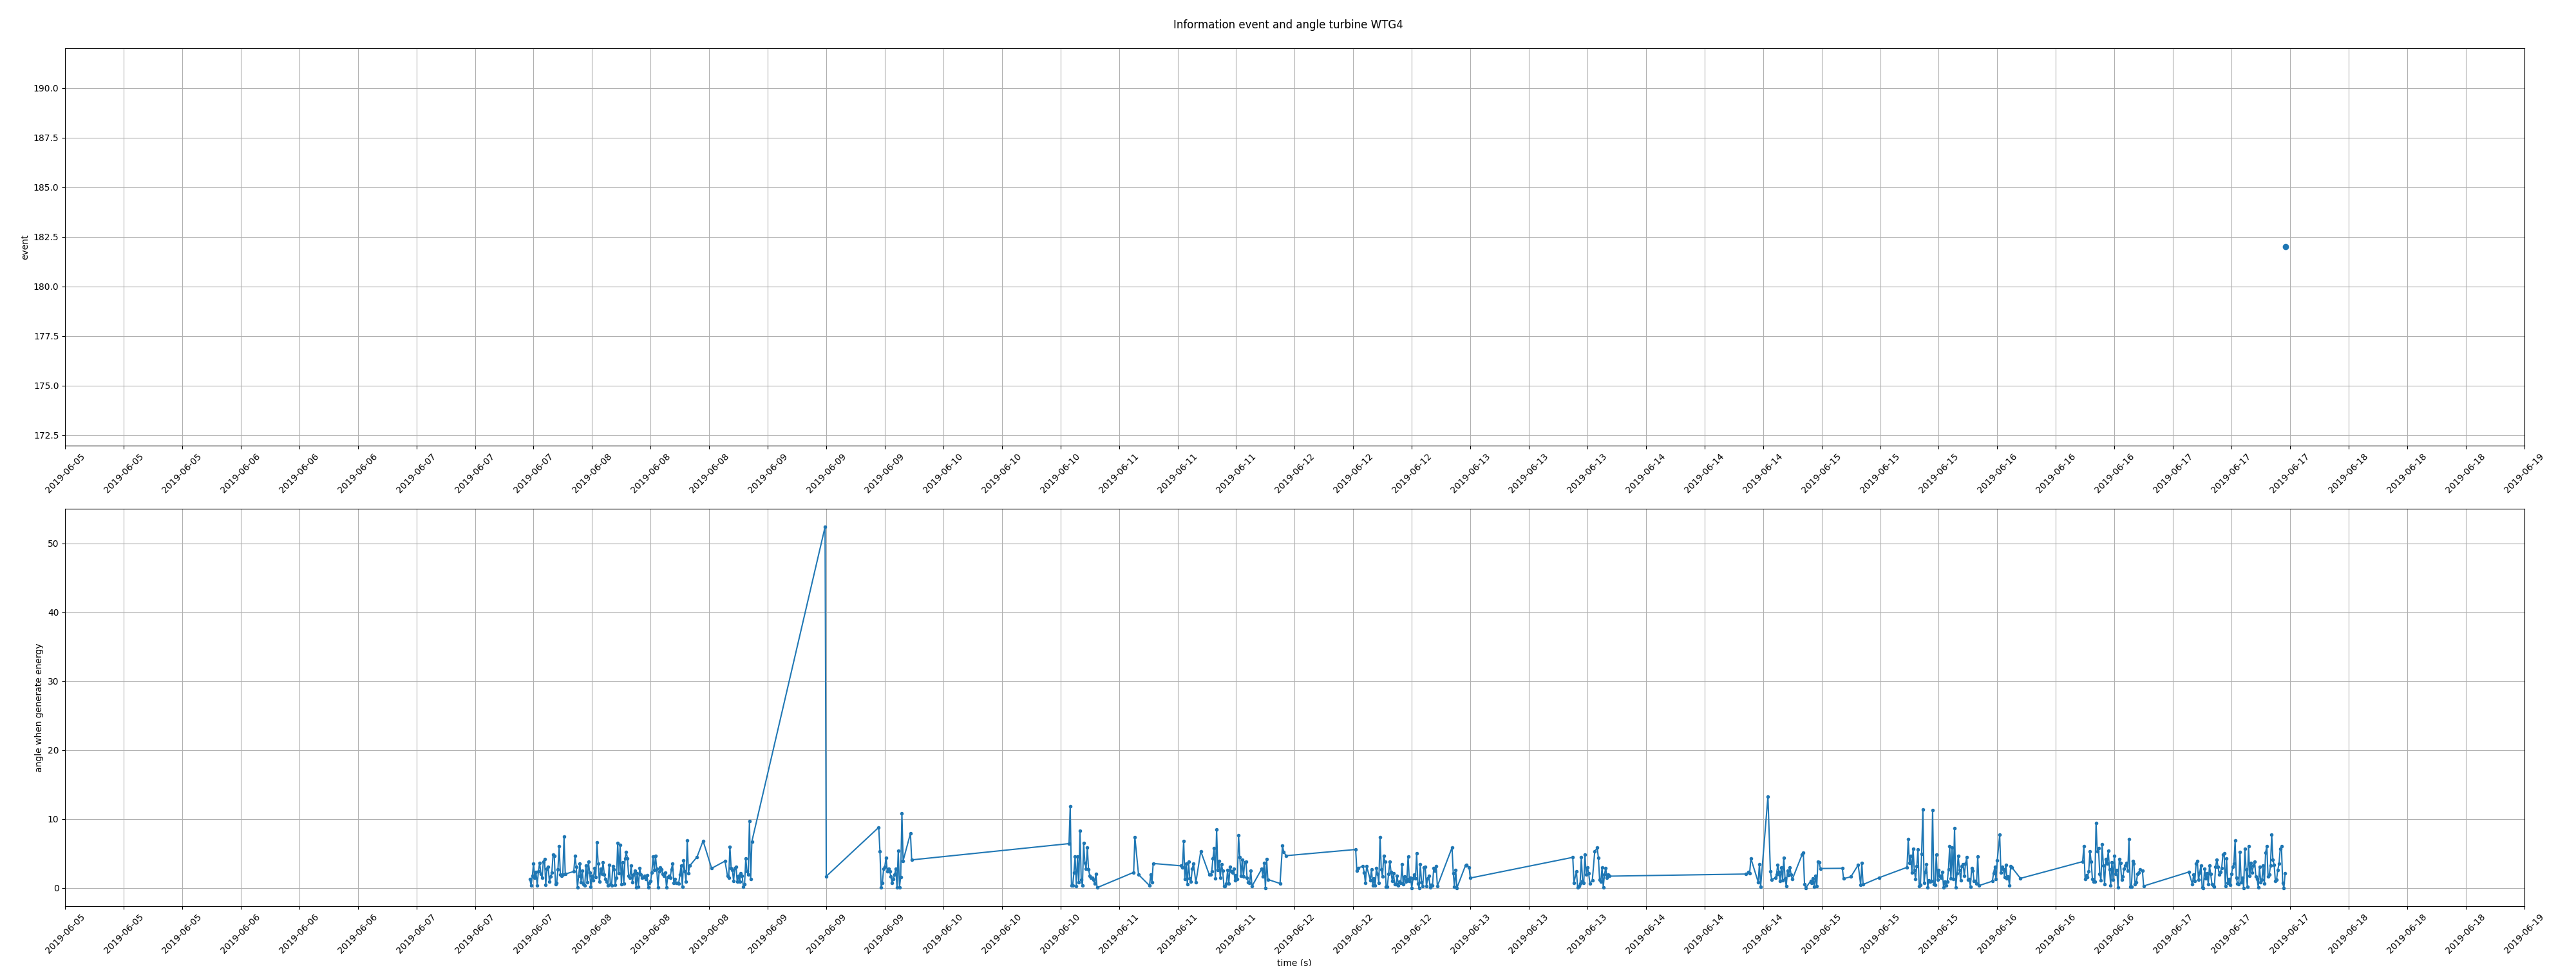 Information event and angle turbine WTG4
190.0
187.5
185.0
182.5
180.0
177.5
175.0
172.5
event
2019-06-05 2019-06-05 2019-06-05 2019-06-06 2019-06-06 2019-06-06 2019-06-07 2019-06-07 2019-06-07 2019-06-08 2019-06-08 2019-06-08 2019-06-09 2019-06-09 2019-06-09 2019-06-10 2019-06-10 2019-06-10 2019-06-11 2019-06-11 2019-06-11 2019-06-12 2019-06-12 2019-06-12 2019-06-13 2019-06-13 2019-06-13 2019-06-14 2019-06-14 2019-06-14 2019-06-15 2019-06-15 2019-06-15 2019-06-16 2019-06-16 2019-06-16 2019-06-17 2019-06-17 2019-06-17 2019-06-18 2019-06-18 2019-06-18 2019-06-19
50
40
30
20
10
0
angle when generate energy
2019-06-05 2019-06-05 2019-06-05 2019-06-06 2019-06-06 2019-06-06 2019-06-07 2019-06-07 2019-06-07 2019-06-08 2019-06-08 2019-06-08 2019-06-09 2019-06-09 2019-06-09 2019-06-10 2019-06-10 2019-06-10 2019-06-11 2019-06-11 2019-06-11 2019-06-12 2019-06-12 2019-06-12 2019-06-13 2019-06-13 2019-06-13 2019-06-14 2019-06-14 2019-06-14 2019-06-15 2019-06-15 2019-06-15 2019-06-16 2019-06-16 2019-06-16 2019-06-17 2019-06-17 2019-06-17 2019-06-18 2019-06-18 2019-06-18 2019-06-19
time (s)